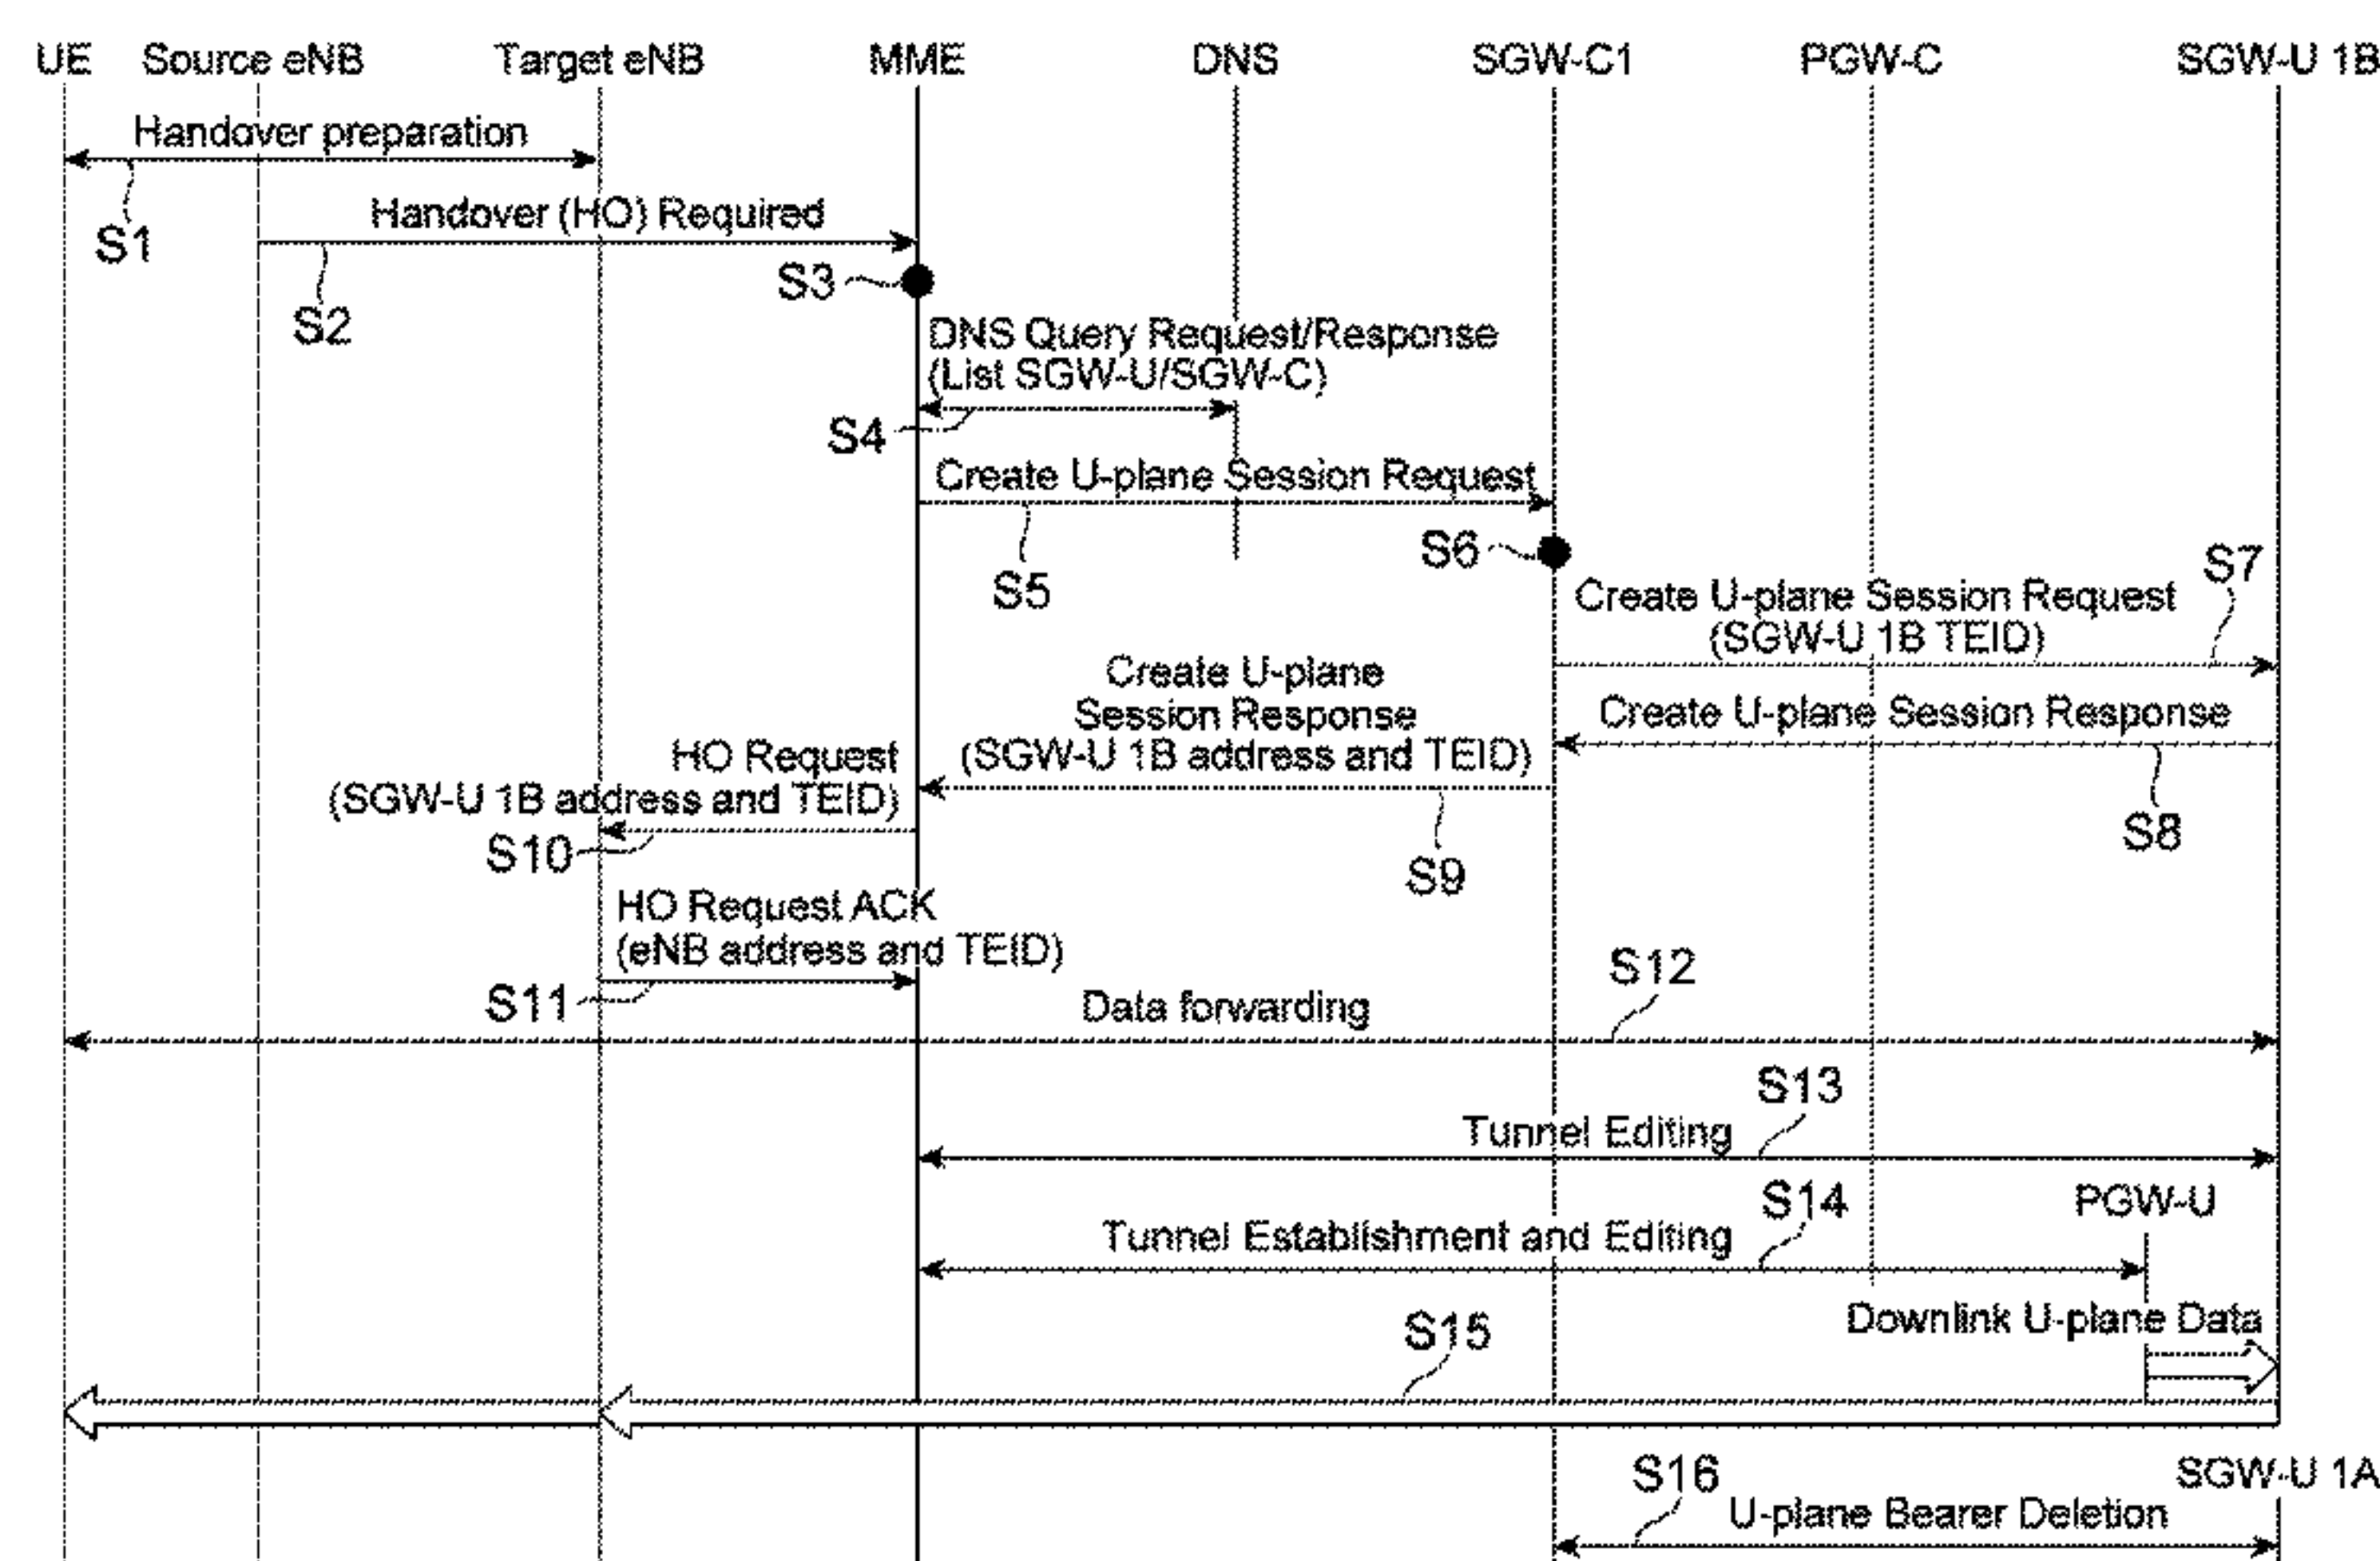 UE Source eNB Target eNB MME DNS SGW-C1 PGW-C SGW-U 1B
Handover preparation
S1
Handover (HO) Required
S2
S3
DNS Query Request/Response
(List SGW-U/SGW-C)
S4
Create U-plane Session Request
S5
S6
S7
Create U-plane Session Request
(SGW-U 1B TEID)
Create U-plane Session Response
S8
Create U-plane
Session Response
(SGW-U 1B address and TEID)
S9
HO Request
(SGW-U 1B address and TEID)
S10
HO Request ACK
(eNB address and TEID)
S11
S12
Data forwarding
S13
Tunnel Editing
S14
PGW-U
Tunnel Establishment and Editing
Downlink U-plane Data
S15
S16
SGW-U 1A
U-plane Bearer Deletion